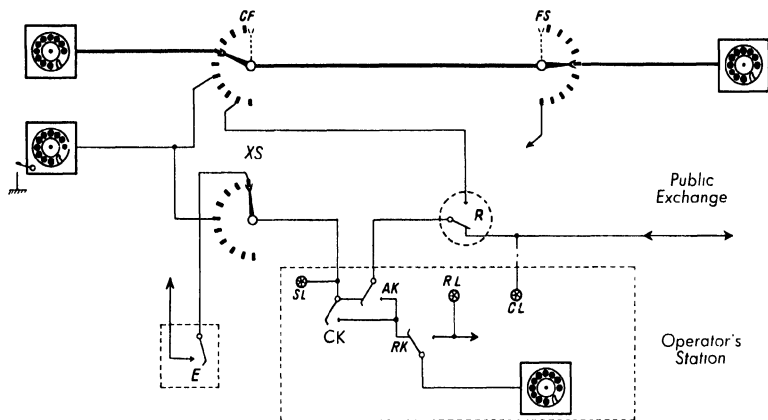 CF
FS
XS
R
Public
Exchange
SL
AK
RL
CL
CK
RK
E
Operator's
Station